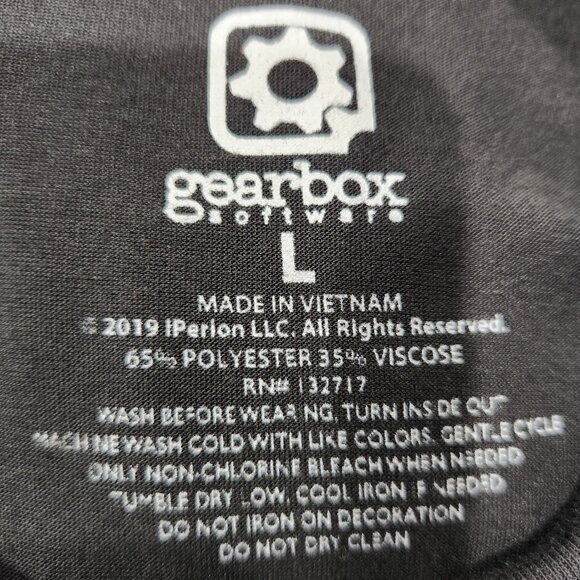 gearbox
software
L
MADE IN VIETNAM
© 2019 iPerion LLC. All Rights Reserved.
65% POLYESTER 35% VISCOSE
RN# 132717
WASH BEFORE WEARING, TURN INSIDE OUT
MACHINE WASH COLD WITH LIKE COLORS, GENTLE CYCLE
ONLY NON-CHLORINE BLEACH WHEN NEEDED
TUMBLE DRY LOW, COOL IRON IF NEEDED
DO NOT IRON ON DECORATION
DO NOT DRY CLEAN